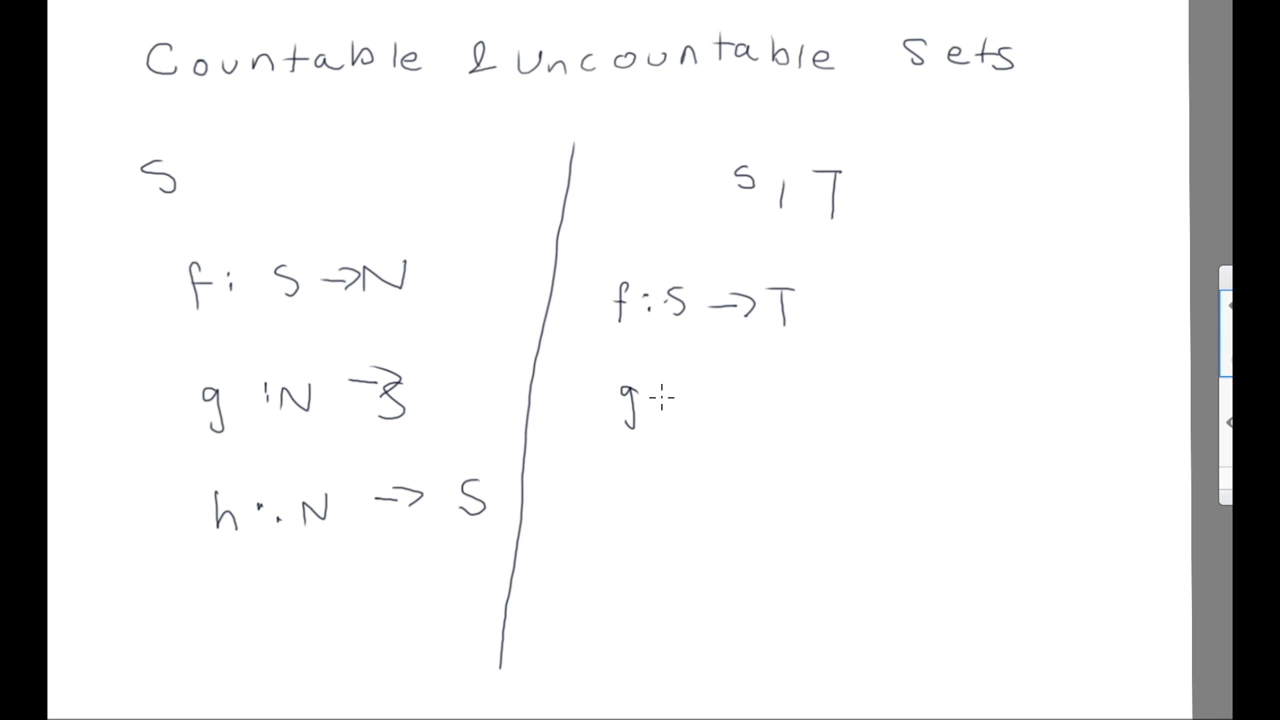 Countable & Uncountable Sets
S
f: S → N
g : N → S
h : N → S
S, T
f: S → T
g